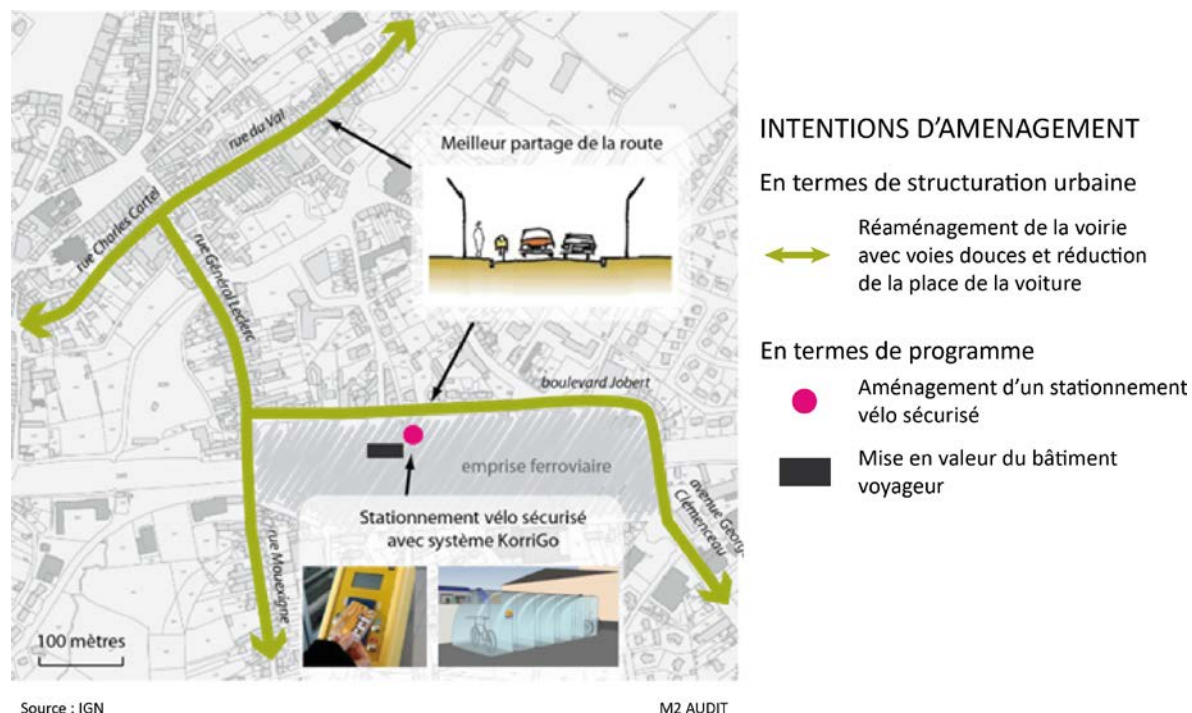 rue du Val
Meilleur partage de la route
rue Charles Cartel
rue Général Leclerc
boulevard Jobert
emprise ferroviaire
avenue George
Clémenceau
Stationnement vélo sécurisé
avec système KorriGo
rue Mouexigne
100 mètres
Source : IGN
M2 AUDIT
INTENTIONS D’AMENAGEMENT
En termes de structuration urbaine
Réaménagement de la voirie
avec voies douces et réduction
de la place de la voiture
En termes de programme
Aménagement d’un stationnement
vélo sécurisé
Mise en valeur du bâtiment
voyageur